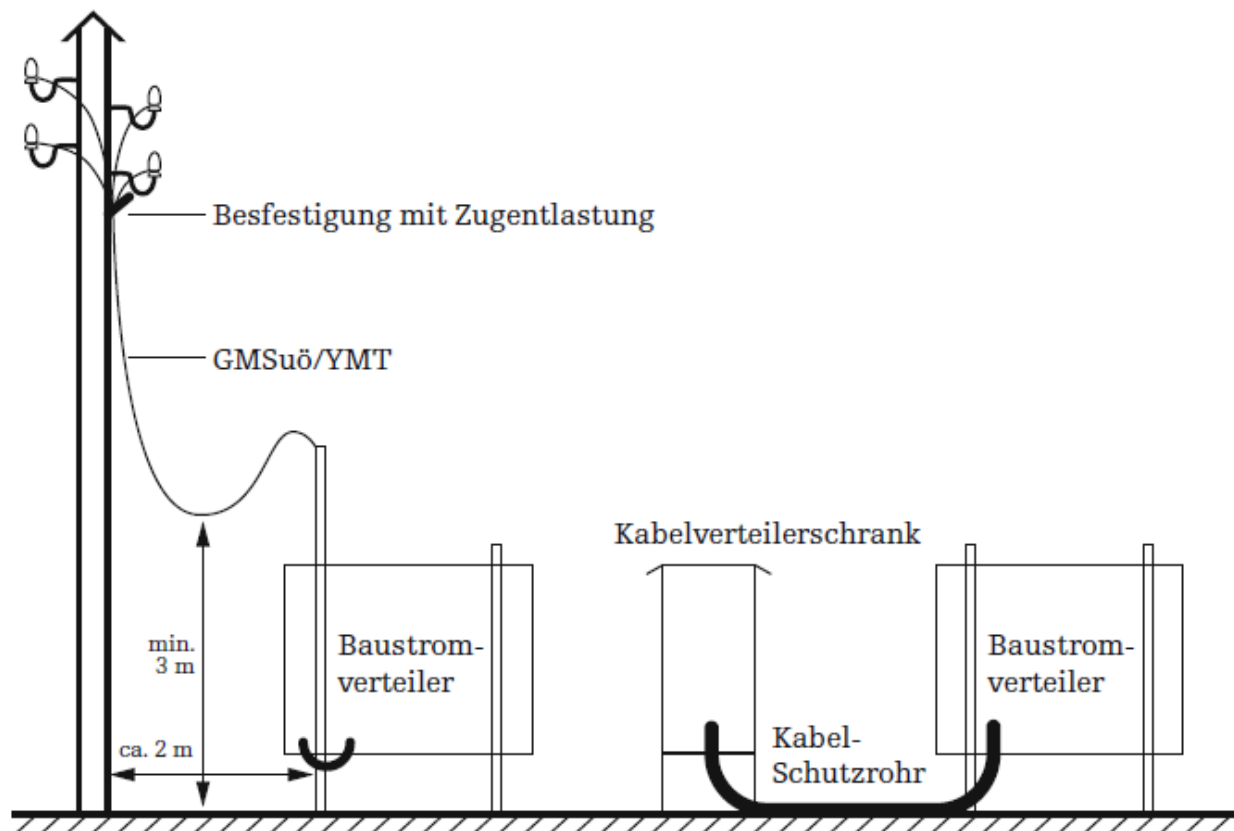 Besfestigung mit Zugentlastung
GMSuö/YMT
Kabelverteilerschrank
min.
3 m
Baustrom-
verteiler
Baustrom-
verteiler
ca. 2 m
Kabel-
Schutzrohr